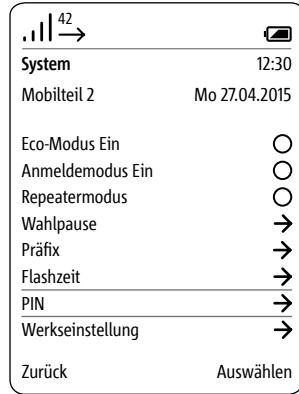 42
System 12:30
Mobilteil 2 Mo 27.04.2015
Eco-Modus Ein
Anmeldemodus Ein
Repeatermodus
Wahlpause
Präfix
Flashzeit
PIN
Werkseinstellung
Zurück Auswählen